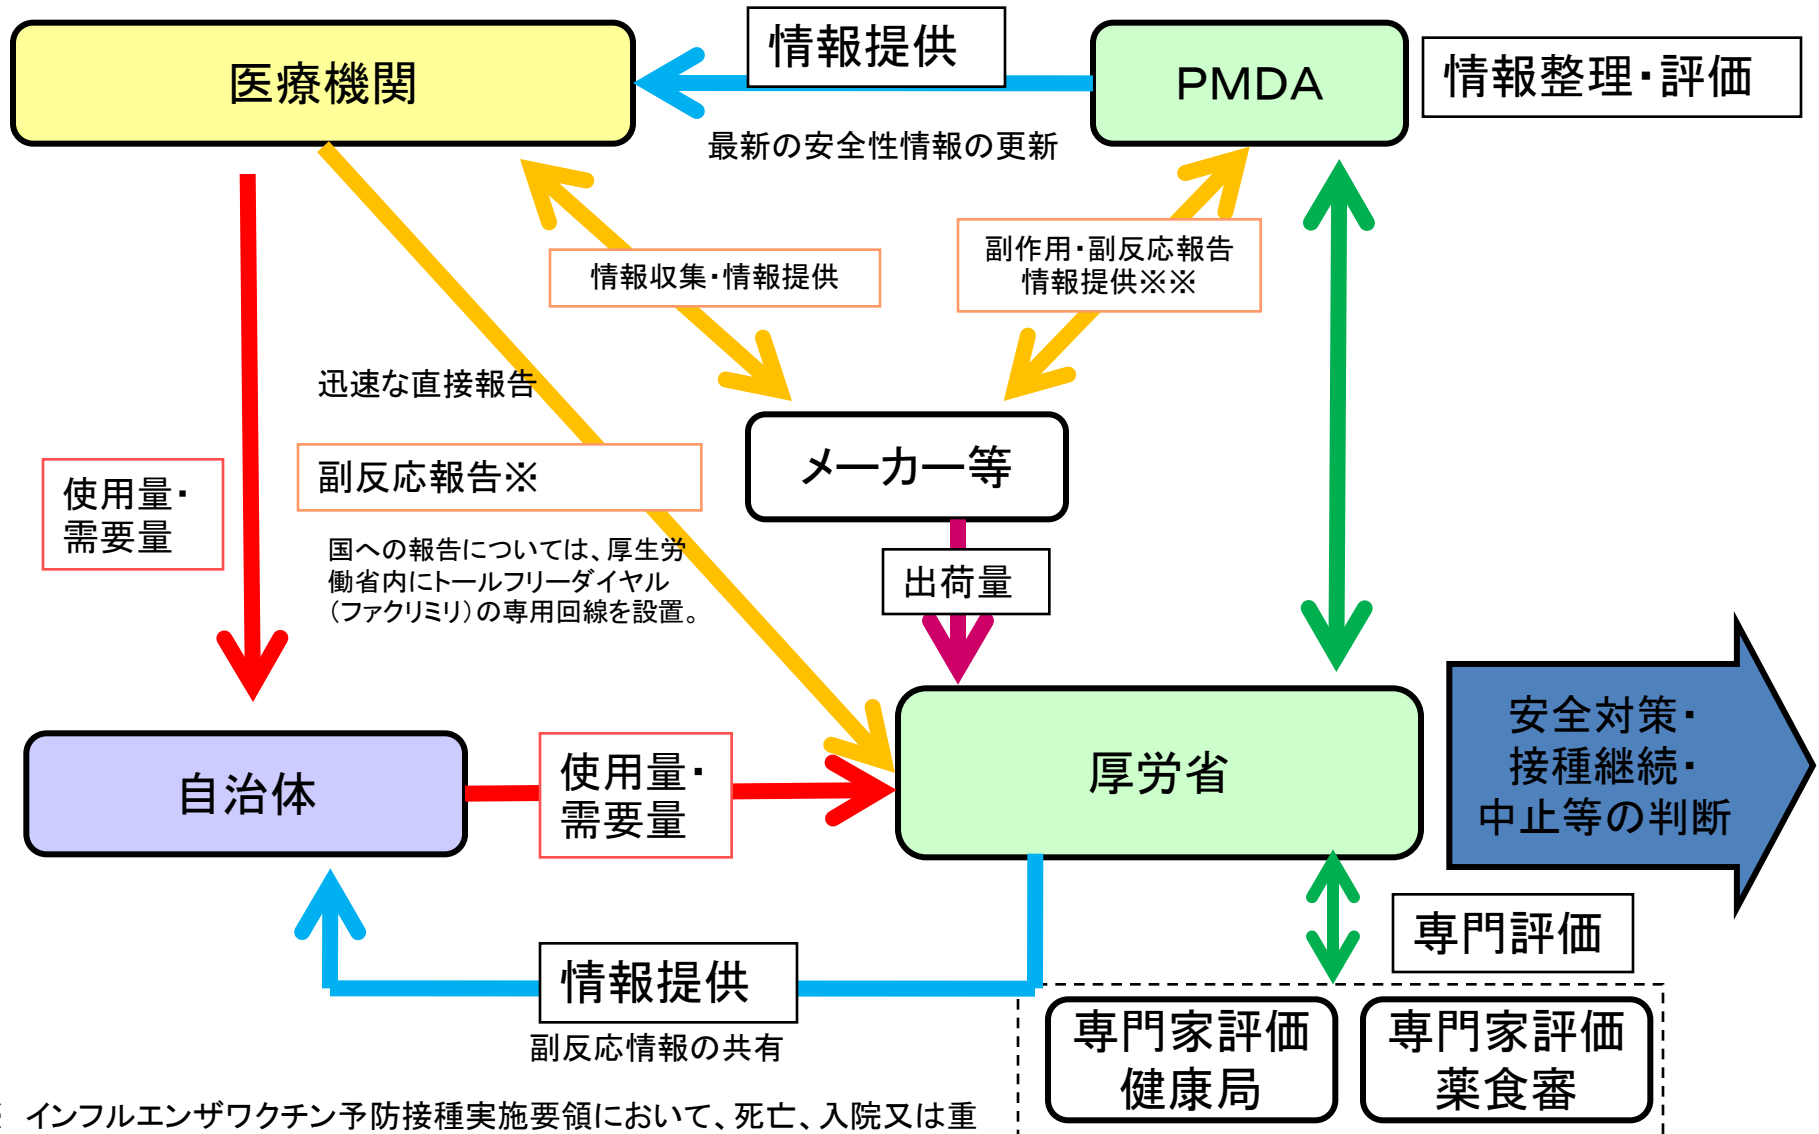 情報提供
医療機関
PMDA
情報整理・評価
最新の安全性情報の更新
副作用・副反応報告
情報提供※※
情報収集・情報提供
迅速な直接報告
メーカー等
副反応報告※
使用量・
需要量
国への報告については、厚生労
働省内にトールフリーダイヤル
（ファクリミリ）の専用回線を設置。
出荷量
安全対策・
接種継続・
中止等の判断
自治体
使用量・
需要量
厚労省
専門評価
情報提供
副反応情報の共有
専門家評価
健康局
専門家評価
薬食審
インフルエンザワクチン予防接種実施要領において、死亡、入院又は重